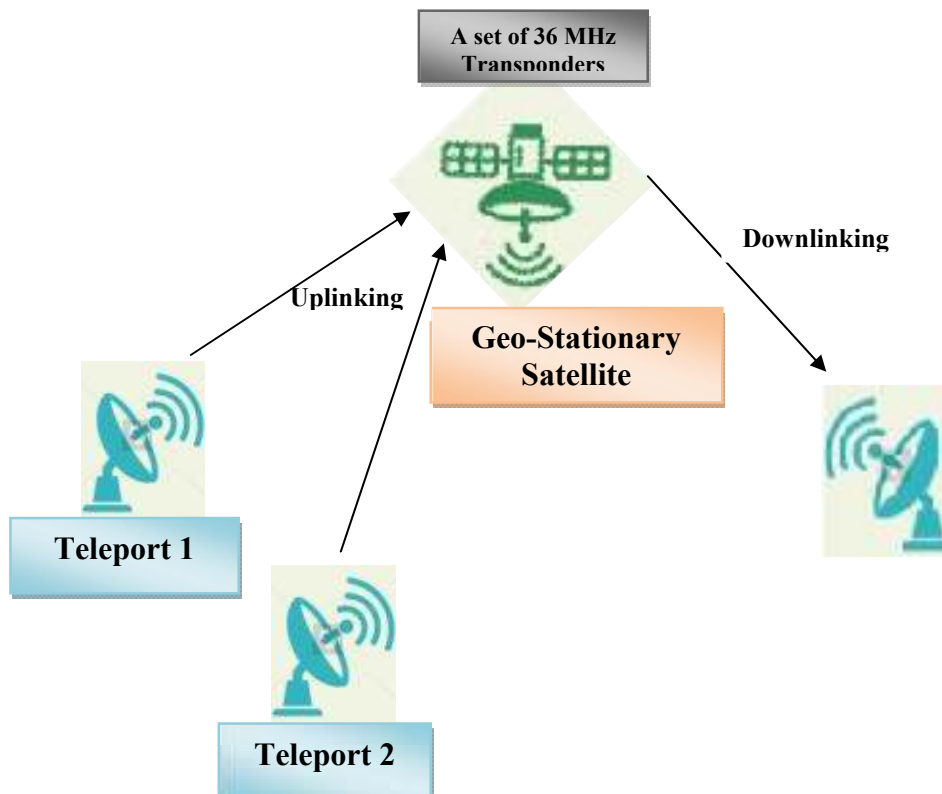 A set of 36 MHz
Transponders
Downlinking
Uplinking
Geo-Stationary
Satellite
Teleport 1
Teleport 2